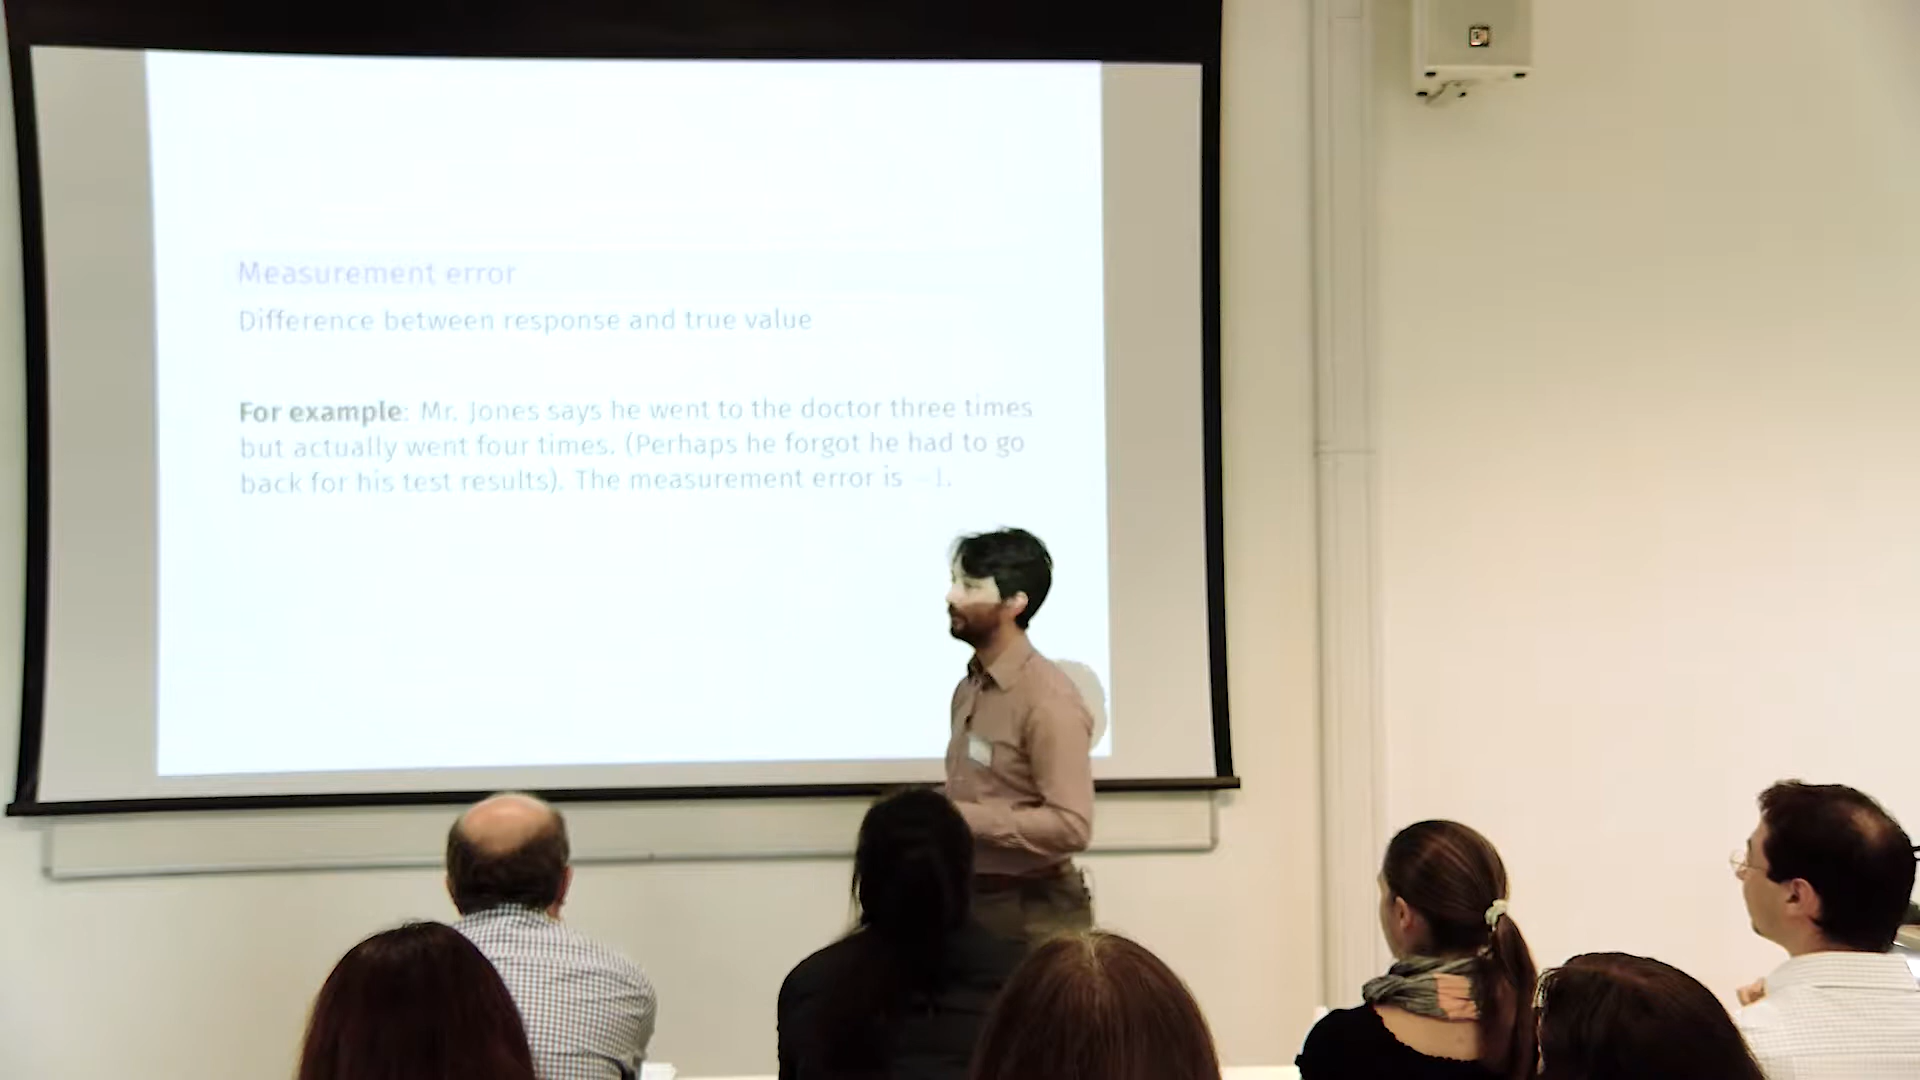 Measurement error
Difference between response and true value
For example: Mr. Jones says he went to the doctor three times
but actually went four times. (Perhaps he forgot he had to go
back for his test results). The measurement error is −1.